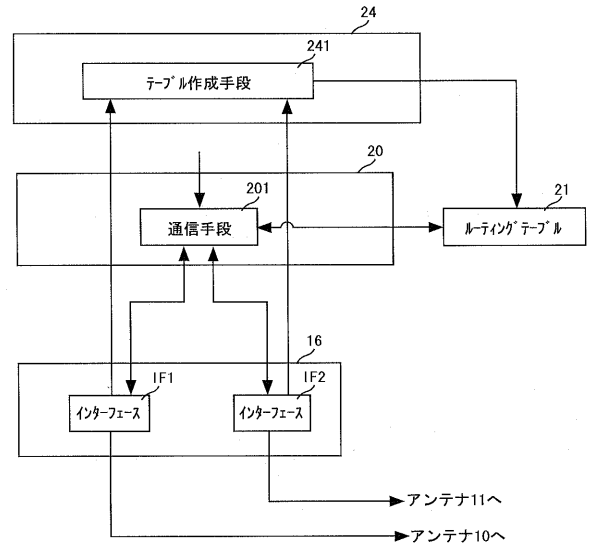 24
241
テーブル作成手段
20
201
通信手段
21
ルーティングテーブル
16
IF1
インターフェース
IF2
インターフェース
アンテナ11へ
アンテナ10へ